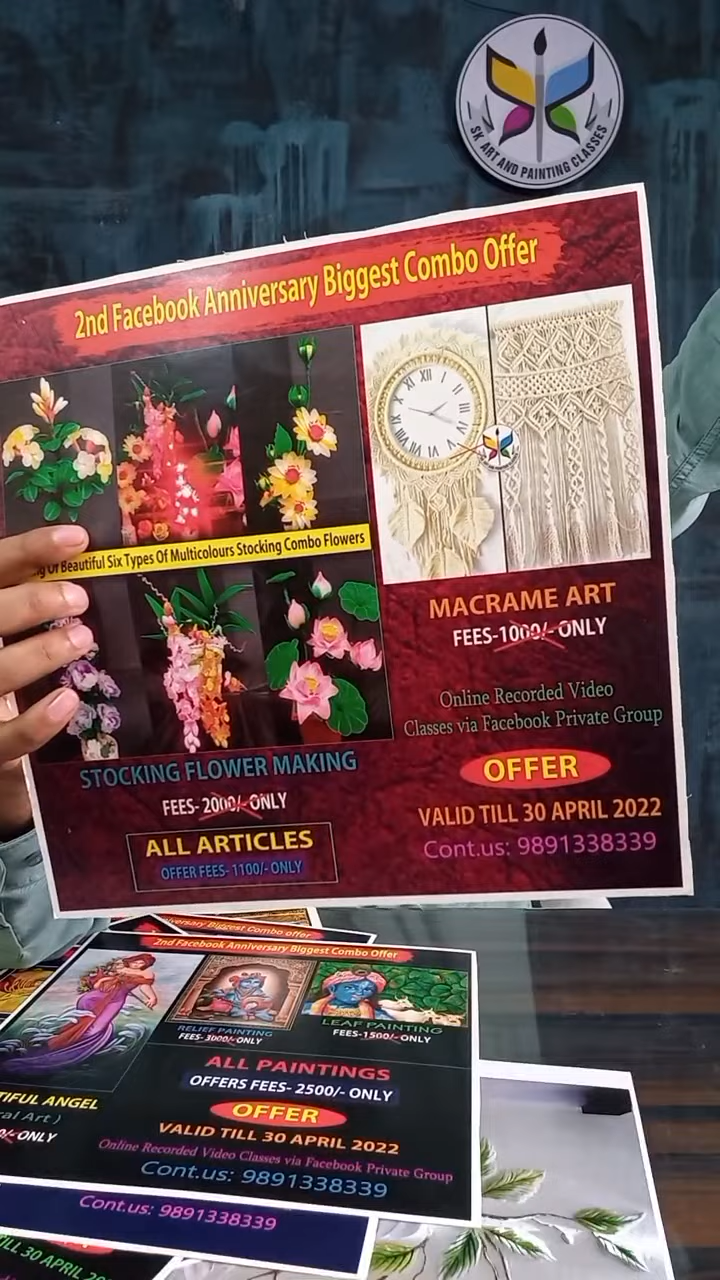 SK ART AND PAINTING CLASSES
2nd Facebook Anniversary Biggest Combo Offer
Of Beautiful Six Types Of Multicolours Stocking Combo Flowers
STOCKING FLOWER MAKING
FEES- 2000/- ONLY
ALL ARTICLES
OFFER FEES- 1100/- ONLY
MACRAME ART
FEES-1000/- ONLY
Online Recorded Video
Classes via Facebook Private Group
OFFER
VALID TILL 30 APRIL 2022
Cont.us: 9891338339
Anniversary Biggest Combo offer
2nd Facebook Anniversary Biggest Combo Offer
RELIEF PAINTING
FEES-3000/-ONLY
LEAF PAINTING
FEES-1500/-ONLY
ANGEL
Art )
ONLY
ALL PAINTINGS
OFFERS FEES- 2500/- ONLY
OFFER
VALID TILL 30 APRIL 2022
Online Recorded Video Classes via Facebook Private Group
Cont.us: 9891338339
Cont.us: 9891338339
30 APRIL